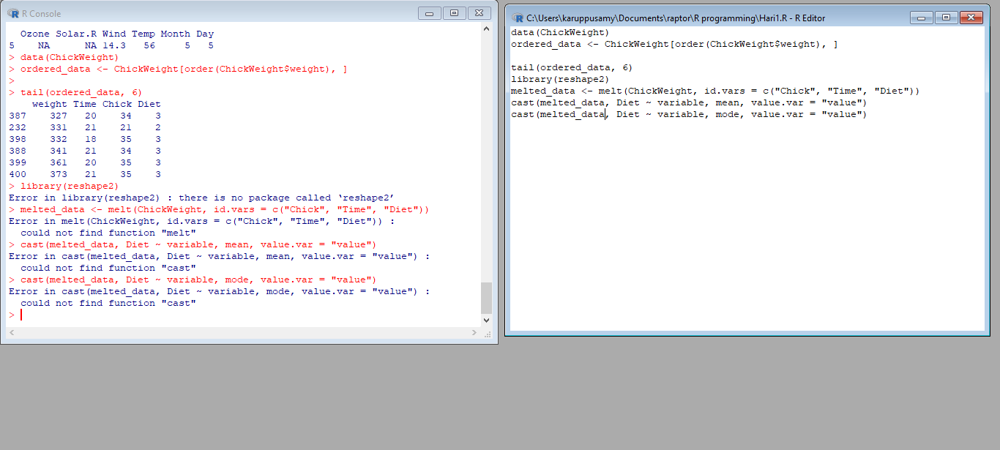 R Console
Ozone Solar.R Wind Temp Month Day
5 NA NA 14.3 56 5 5
> data(ChickWeight)
> ordered_data <- ChickWeight[order(ChickWeight$weight), ]
>
> tail(ordered_data, 6)
weight Time Chick Diet
387 327 20 34 3
232 331 21 21 2
398 332 18 35 3
388 341 21 34 3
399 361 20 35 3
400 373 21 35 3
> library(reshape2)
Error in library(reshape2) : there is no package called ‘reshape2’
> melted_data <- melt(ChickWeight, id.vars = c("Chick", "Time", "Diet"))
Error in melt(ChickWeight, id.vars = c("Chick", "Time", "Diet")) :
could not find function "melt"
> cast(melted_data, Diet ~ variable, mean, value.var = "value")
Error in cast(melted_data, Diet ~ variable, mean, value.var = "value") :
could not find function "cast"
> cast(melted_data, Diet ~ variable, mode, value.var = "value")
Error in cast(melted_data, Diet ~ variable, mode, value.var = "value") :
could not find function "cast"
>
C:\Users\karuppusamy\Documents\raptor\R programming\Hari1.R - R Editor
data(ChickWeight)
ordered_data <- ChickWeight[order(ChickWeight$weight), ]
tail(ordered_data, 6)
library(reshape2)
melted_data <- melt(ChickWeight, id.vars = c("Chick", "Time", "Diet"))
cast(melted_data, Diet ~ variable, mean, value.var = "value")
cast(melted_data, Diet ~ variable, mode, value.var = "value")